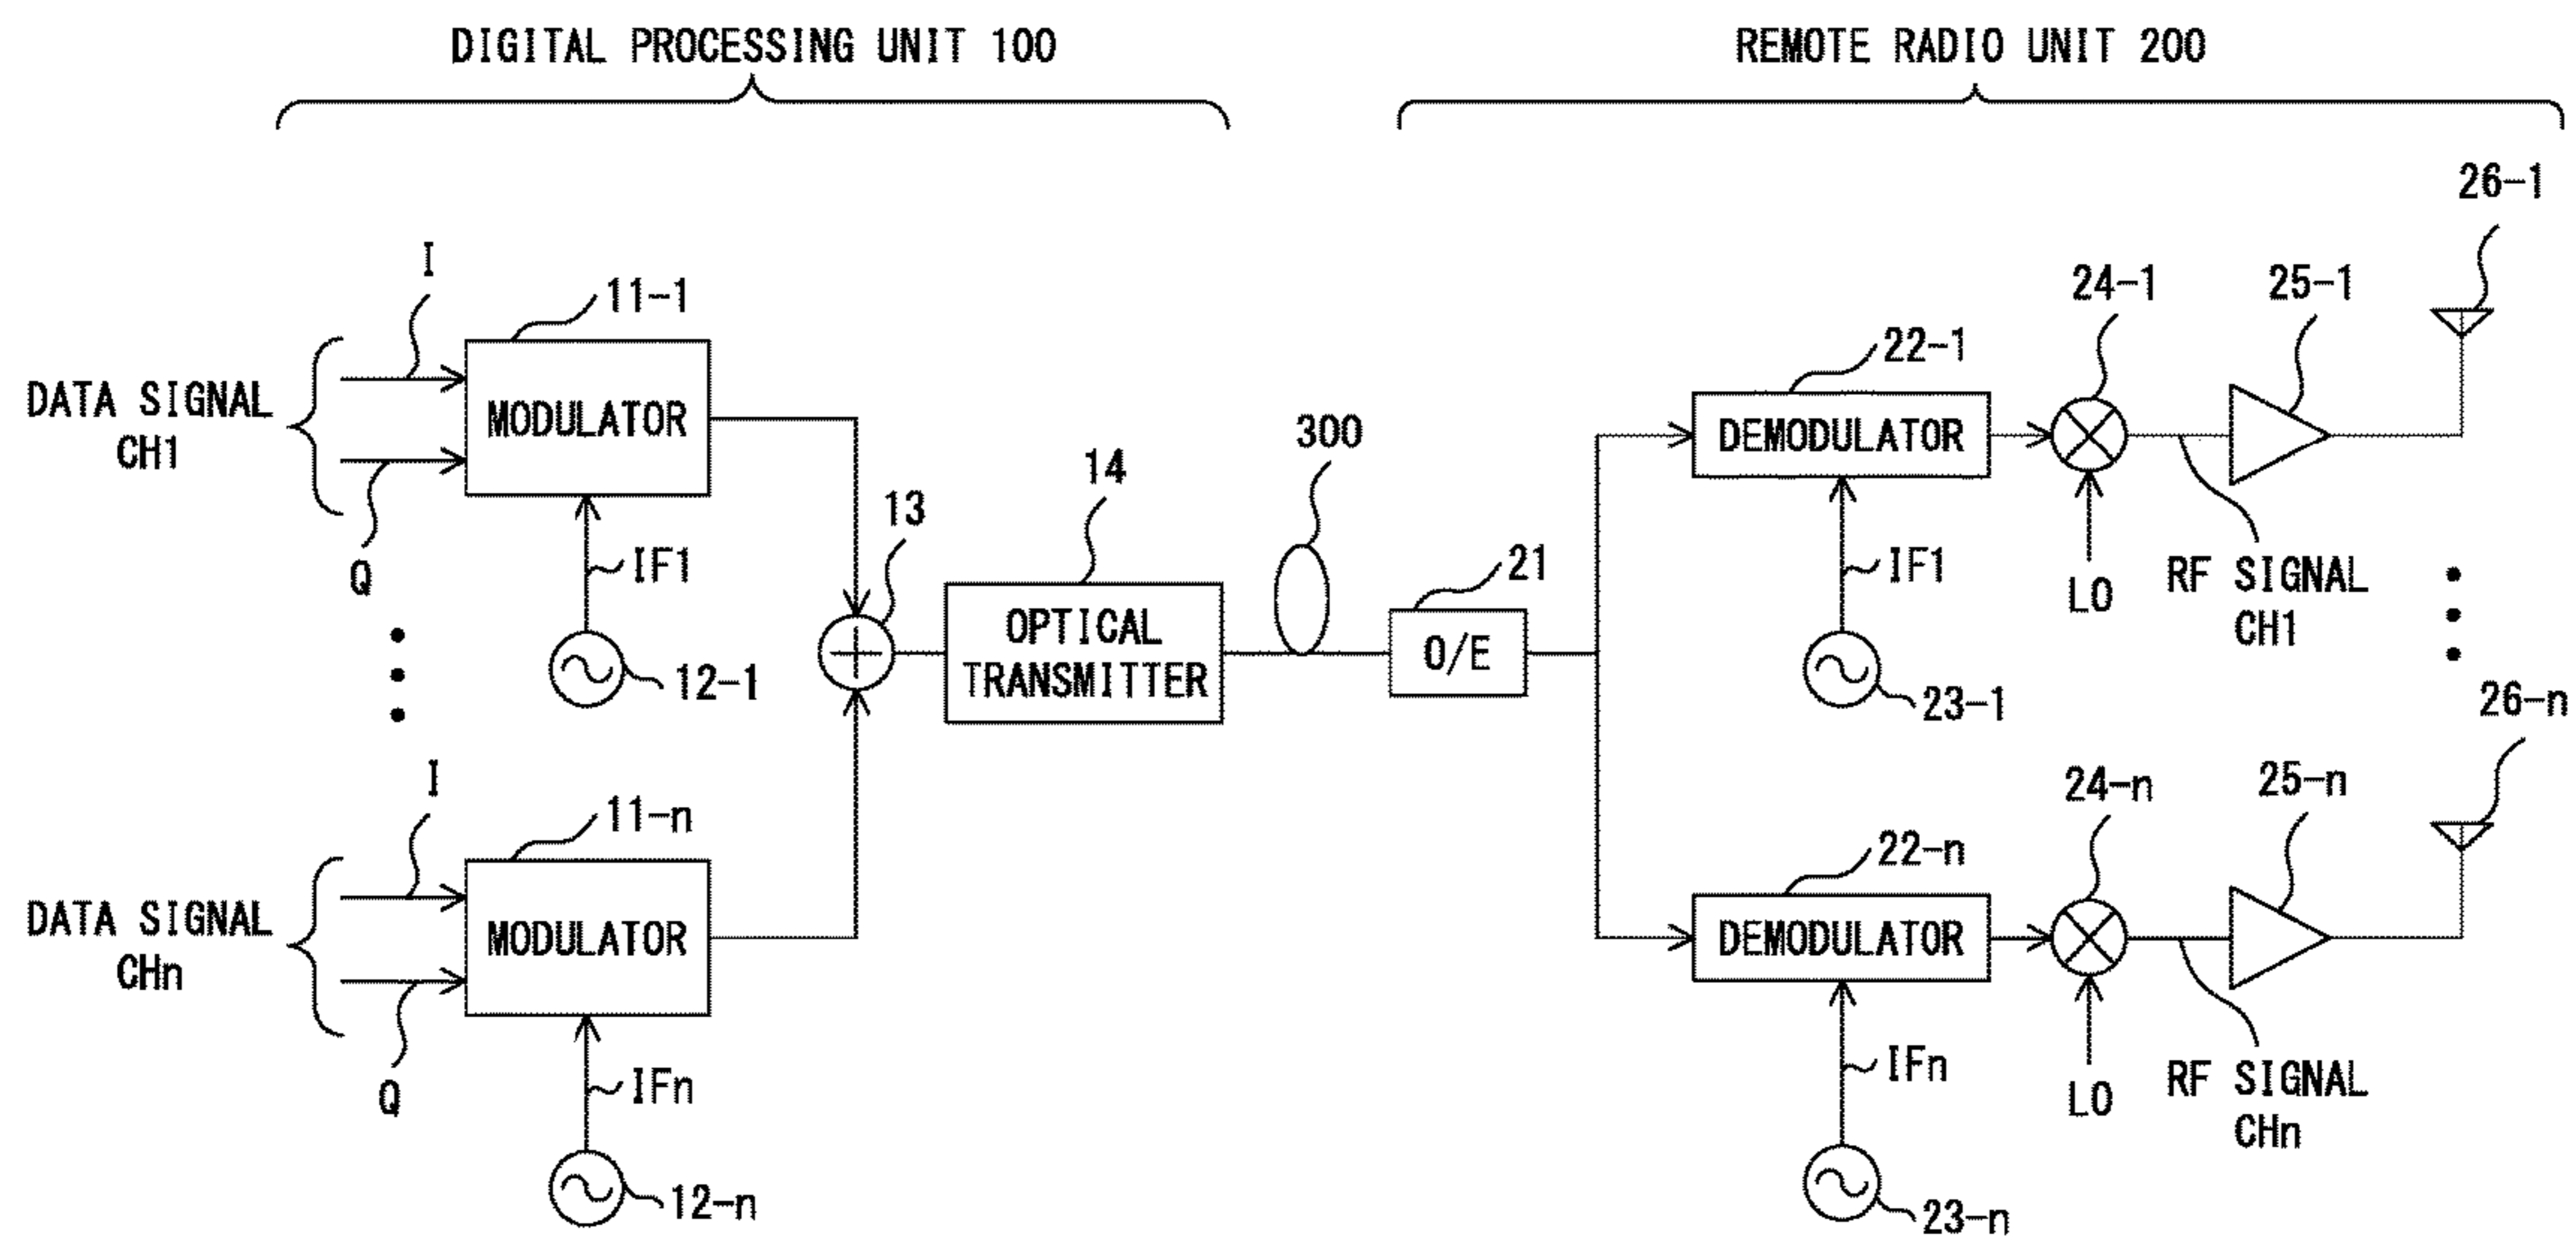 DIGITAL PROCESSING UNIT 100
REMOTE RADIO UNIT 200
26-1
I
11-1
24-1
25-1
22-1
DATA SIGNAL
CH1
MODULATOR
DEMODULATOR
300
14
13
Q
IF1
21
IF1
LO
RF SIGNAL
CH1
OPTICAL
TRANSMITTER
O/E
12-1
23-1
26-n
I
11-n
24-n
25-n
22-n
DATA SIGNAL
CHn
MODULATOR
DEMODULATOR
Q
IFn
IFn
LO
RF SIGNAL
CHn
12-n
23-n